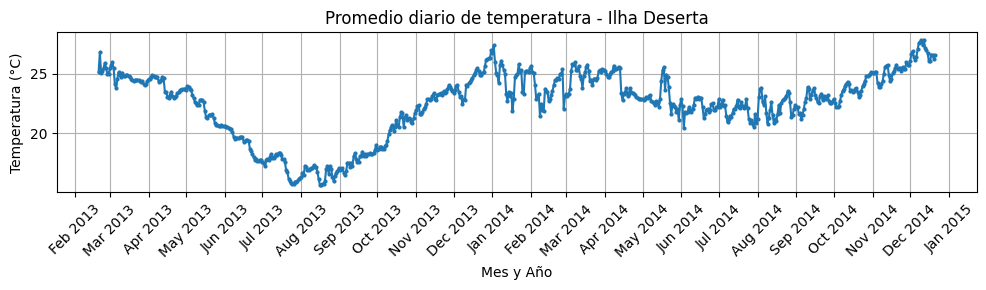 Promedio diario de temperatura - Ilha Deserta
Temperatura (°C)
25
20
Feb 2013
Mar 2013
Apr 2013
May 2013
Jun 2013
Jul 2013
Aug 2013
Sep 2013
Oct 2013
Nov 2013
Dec 2013
Jan 2014
Feb 2014
Mar 2014
Apr 2014
May 2014
Jun 2014
Jul 2014
Aug 2014
Sep 2014
Oct 2014
Nov 2014
Dec 2014
Jan 2015
Mes y Año